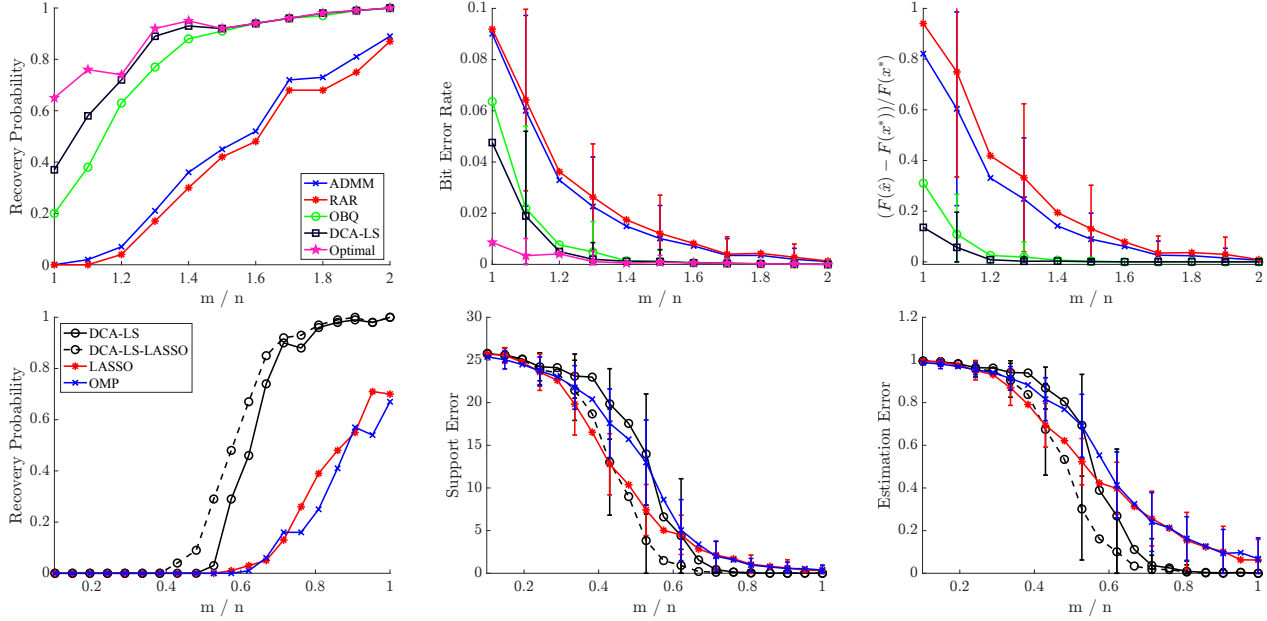 Recovery Probability
1
0.8
0.6
0.4
0.2
0
1 1.2 1.4 1.6 1.8 2
m / n
ADMM
RAR
OBQ
DCA-LS
Optimal
Bit Error Rate
0.1
0.08
0.06
0.04
0.02
0
1 1.2 1.4 1.6 1.8 2
m / n
(F(x̂) − F(x*))/F(x*)
1
0.8
0.6
0.4
0.2
0
1 1.2 1.4 1.6 1.8 2
m / n
Recovery Probability
1
0.8
0.6
0.4
0.2
0
0.2 0.4 0.6 0.8 1
m / n
DCA-LS
DCA-LS-LASSO
LASSO
OMP
Support Error
30
25
20
15
10
5
0
0.2 0.4 0.6 0.8 1
m / n
Estimation Error
1.2
1
0.8
0.6
0.4
0.2
0
0.2 0.4 0.6 0.8 1
m / n